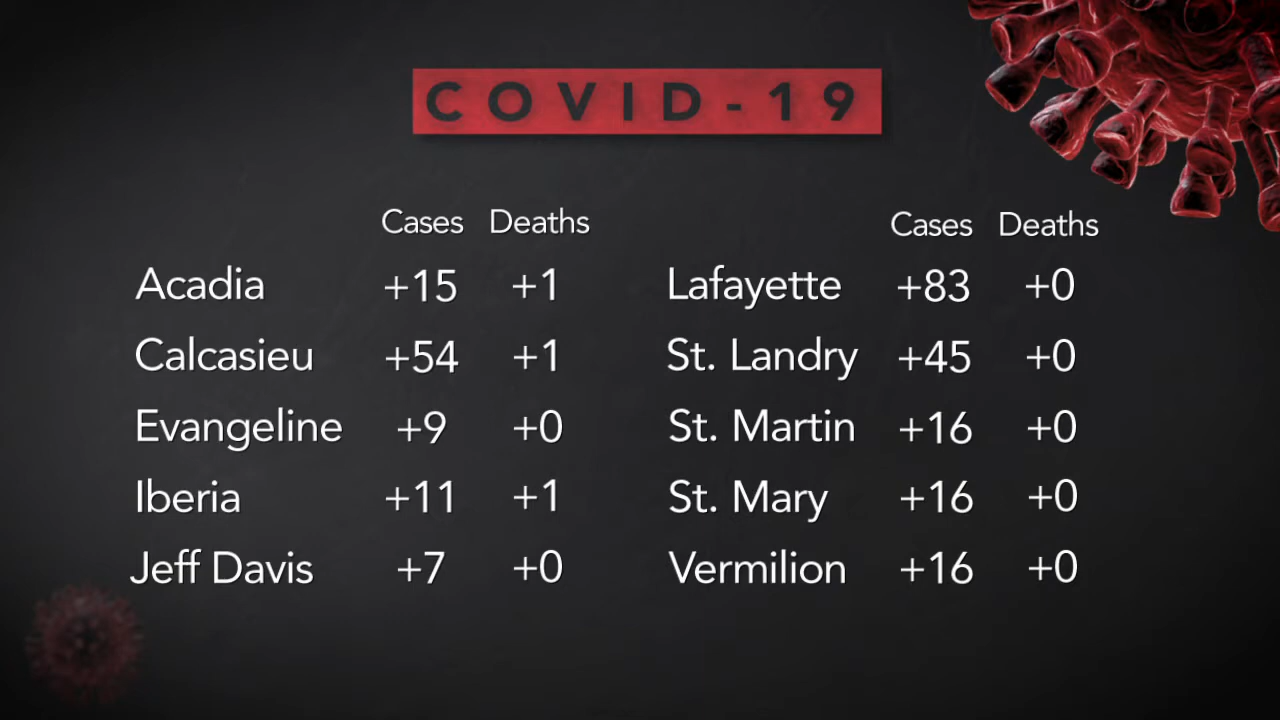 COVID-19
Cases Deaths
Acadia +15 +1
Calcasieu +54 +1
Evangeline +9 +0
Iberia +11 +1
Jeff Davis +7 +0
Cases Deaths
Lafayette +83 +0
St. Landry +45 +0
St. Martin +16 +0
St. Mary +16 +0
Vermilion +16 +0